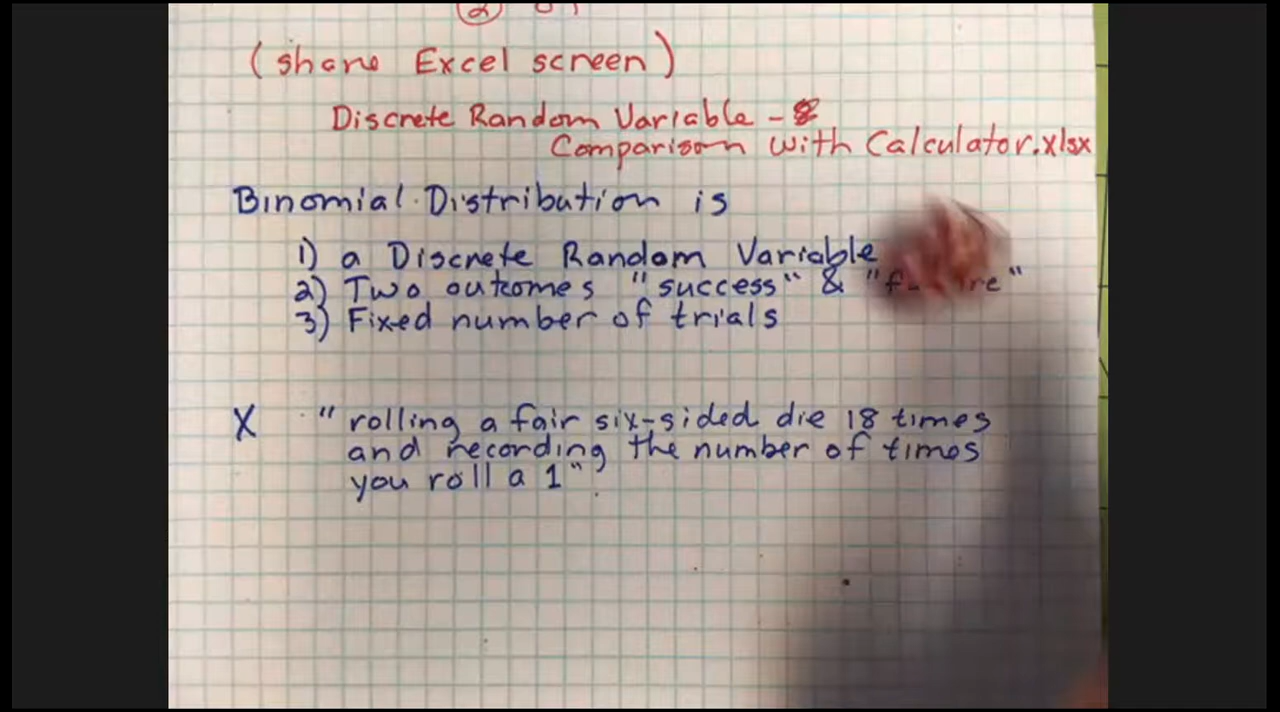 (share Excel screen)
Discrete Random Variable -
Comparison with Calculator.xlsx
Binomial Distribution is
1) a Discrete Random Variable
2) Two outcomes "success" &
3) Fixed number of trials
X "rolling a fair six-sided die 18 times
and recording the number of times
you roll a 1"